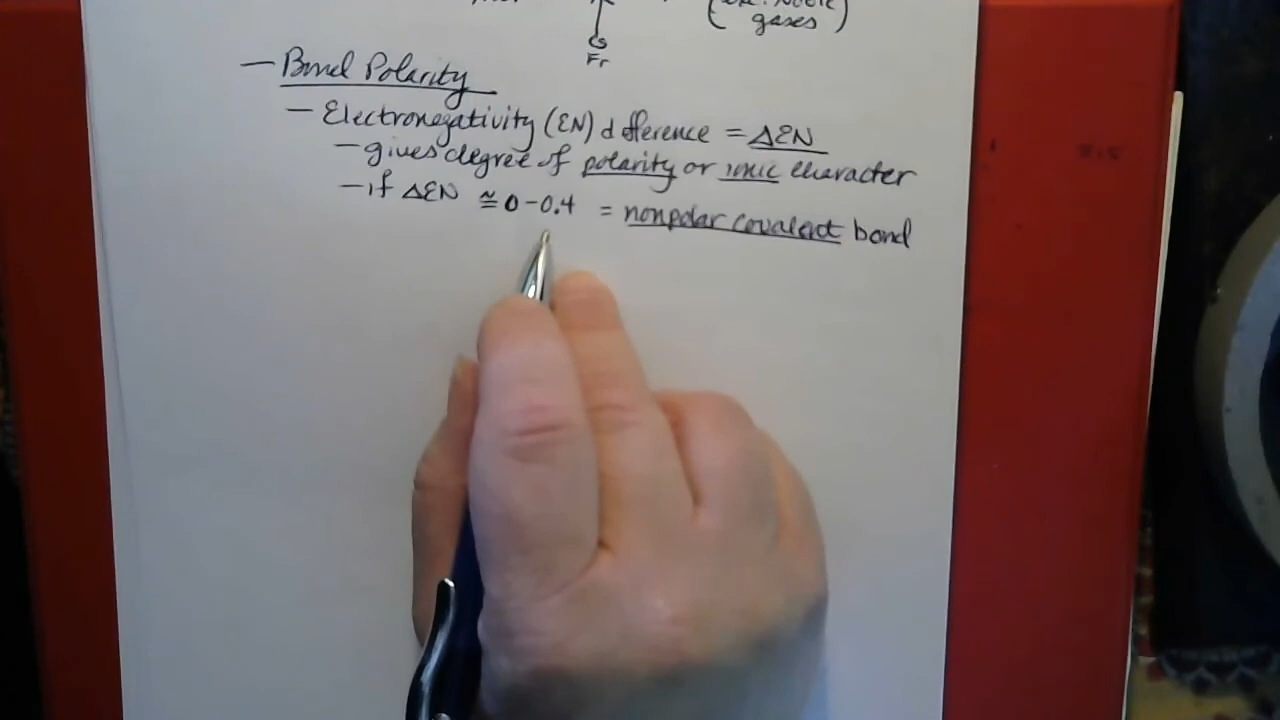 gases
Fr
— Bond Polarity
— Electronegativity (EN) difference = ΔEN
— gives degree of polarity or ionic character
— if ΔEN ≅ 0 - 0.4 = nonpolar covalent bond